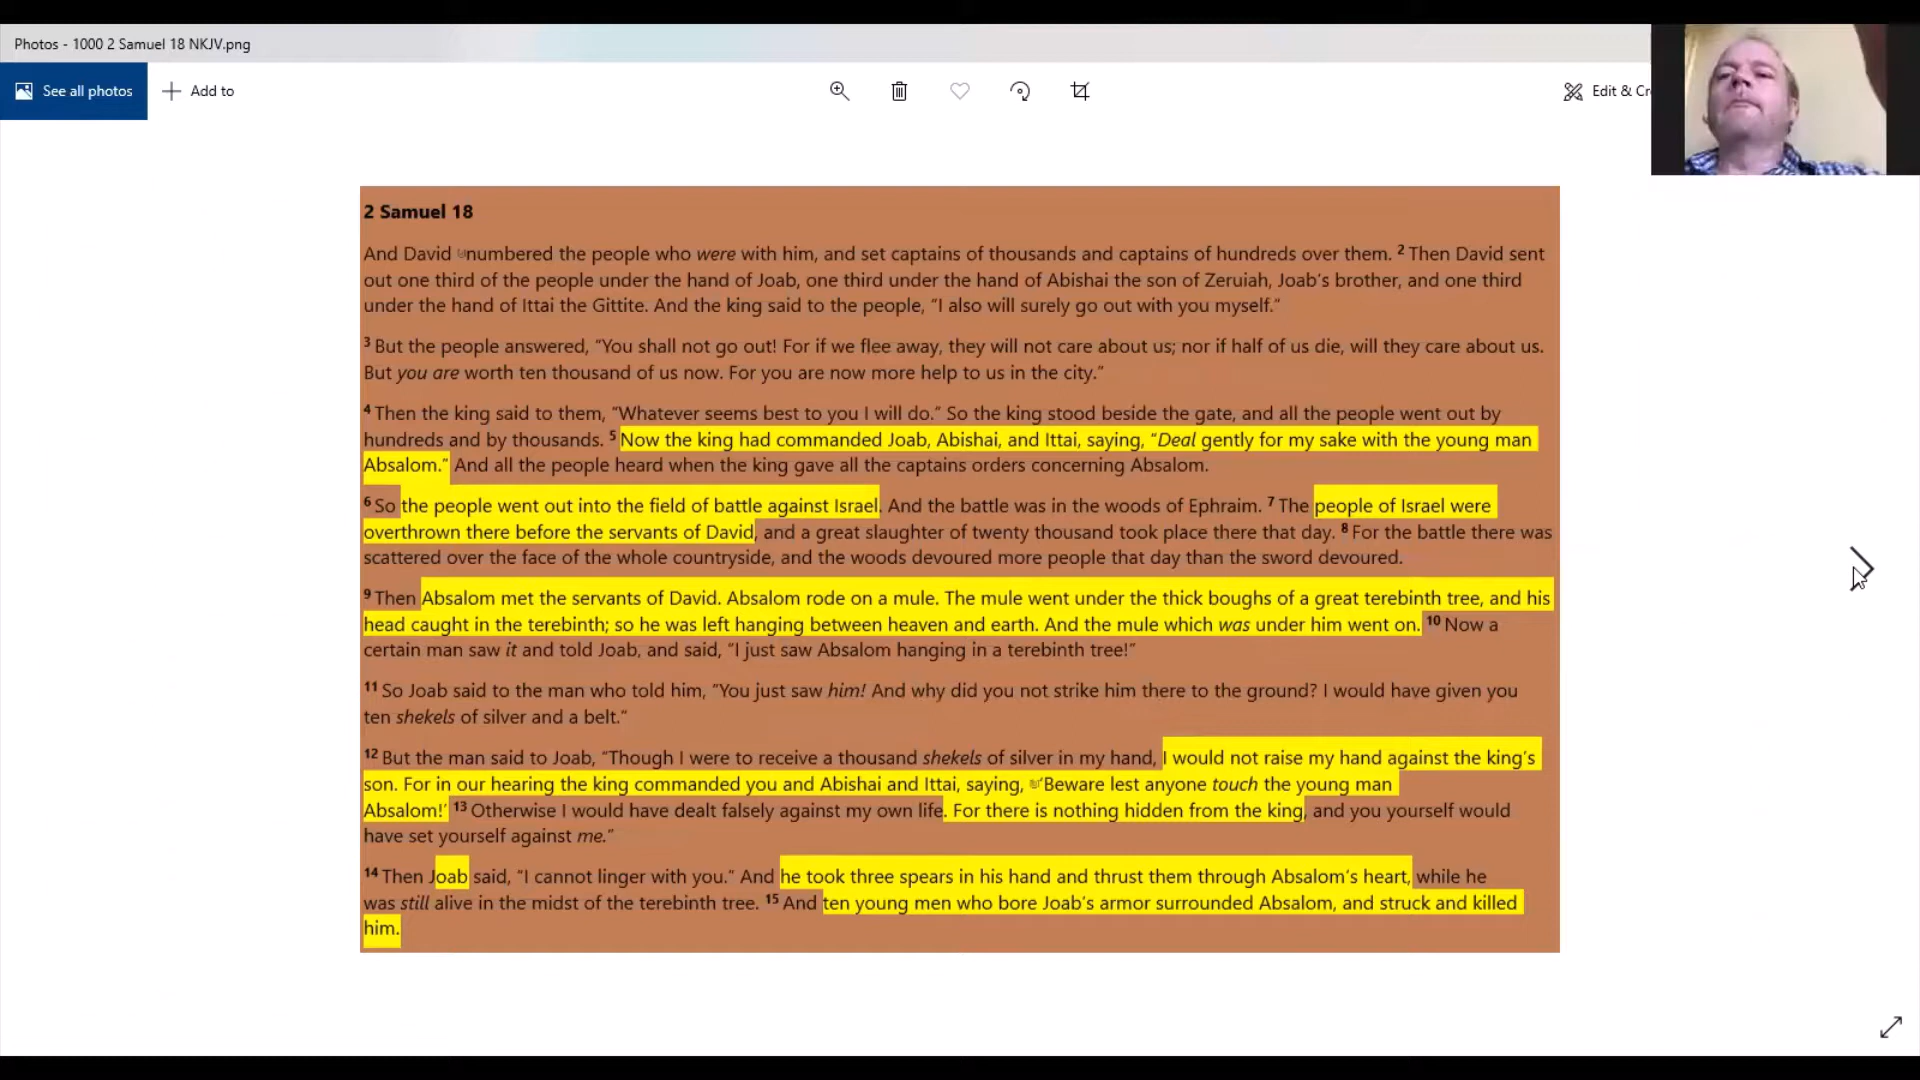 Photos - 1000 2 Samuel 18 NKJV.png
See all photos
Add to
Edit & Cr
2 Samuel 18
And David numbered the people who were with him, and set captains of thousands and captains of hundreds over them. 2 Then David sent
out one third of the people under the hand of Joab, one third under the hand of Abishai the son of Zeruiah, Joab's brother, and one third
under the hand of Ittai the Gittite. And the king said to the people, “I also will surely go out with you myself.”
3 But the people answered, “You shall not go out! For if we flee away, they will not care about us; nor if half of us die, will they care about us.
But you are worth ten thousand of us now. For you are now more help to us in the city.”
4 Then the king said to them, “Whatever seems best to you I will do.” So the king stood beside the gate, and all the people went out by
hundreds and by thousands. 5 Now the king had commanded Joab, Abishai, and Ittai, saying, “Deal gently for my sake with the young man
Absalom.” And all the people heard when the king gave all the captains orders concerning Absalom.
6 So the people went out into the field of battle against Israel. And the battle was in the woods of Ephraim. 7 The people of Israel were
overthrown there before the servants of David, and a great slaughter of twenty thousand took place there that day. 8 For the battle there was
scattered over the face of the whole countryside, and the woods devoured more people that day than the sword devoured.
9 Then Absalom met the servants of David. Absalom rode on a mule. The mule went under the thick boughs of a great terebinth tree, and his
head caught in the terebinth; so he was left hanging between heaven and earth. And the mule which was under him went on. 10 Now a
certain man saw it and told Joab, and said, “I just saw Absalom hanging in a terebinth tree!”
11 So Joab said to the man who told him, “You just saw him! And why did you not strike him there to the ground? I would have given you
ten shekels of silver and a belt.”
12 But the man said to Joab, “Though I were to receive a thousand shekels of silver in my hand, I would not raise my hand against the king's
son. For in our hearing the king commanded you and Abishai and Ittai, saying, ‘Beware lest anyone touch the young man
Absalom!’ 13 Otherwise I would have dealt falsely against my own life. For there is nothing hidden from the king, and you yourself would
have set yourself against me.”
14 Then Joab said, “I cannot linger with you.” And he took three spears in his hand and thrust them through Absalom's heart, while he
was still alive in the midst of the terebinth tree. 15 And ten young men who bore Joab's armor surrounded Absalom, and struck and killed
him.